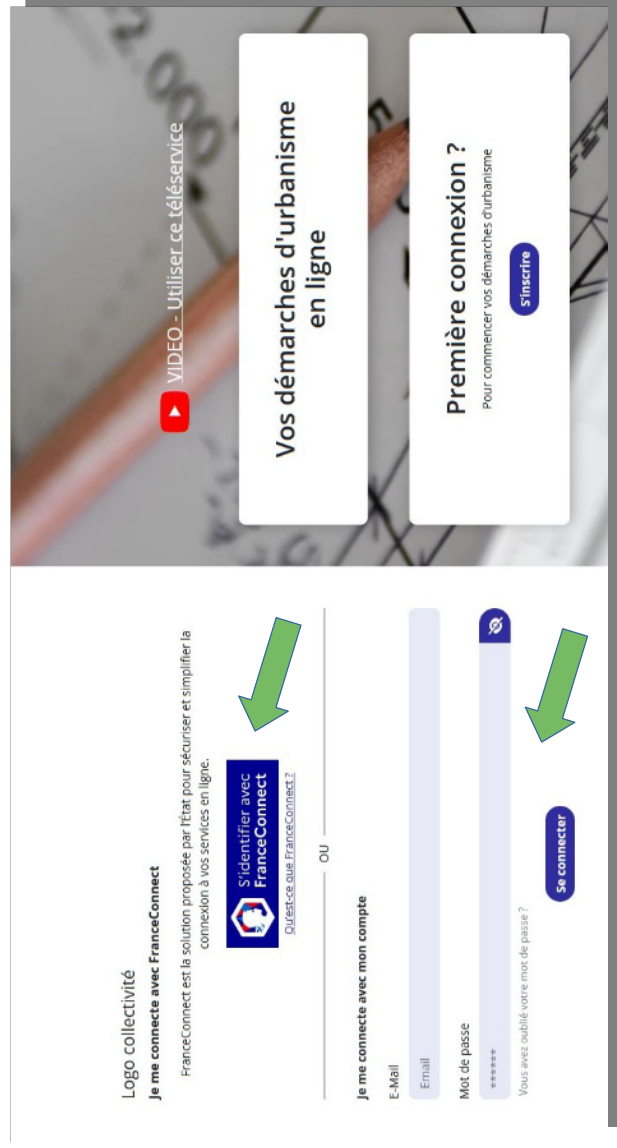 Logo collectivité
Je me connecte avec FranceConnect
FranceConnect est la solution proposée par l'État pour sécuriser et simplifier la
connexion à vos services en ligne.
S'identifier avec
FranceConnect
Qu'est-ce que FranceConnect ?
OU
Je me connecte avec mon compte
E-Mail
Email
Mot de passe
******
Vous avez oublié votre mot de passe ?
Se connecter
VIDEO - Utiliser ce téléservice
Vos démarches d'urbanisme
en ligne
Première connexion ?
Pour commencer vos démarches d'urbanisme
S'inscrire
2.000